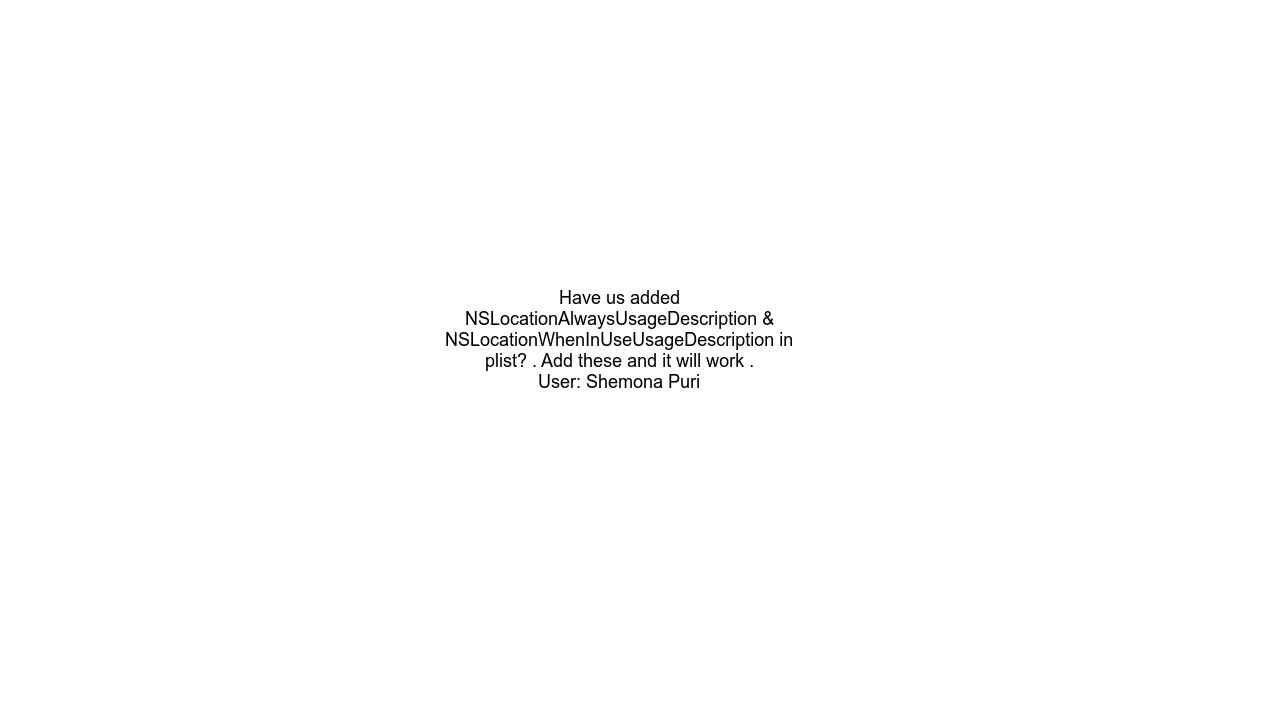 Have us added
NSLocationAlwaysUsageDescription &
NSLocationWhenInUseUsageDescription in
plist? . Add these and it will work .
User: Shemona Puri